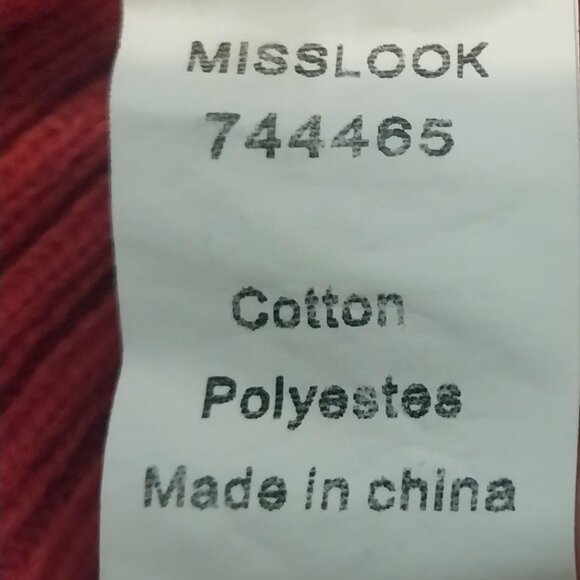 MISSLOOK
744465
Cotton
Polyestes
Made in china